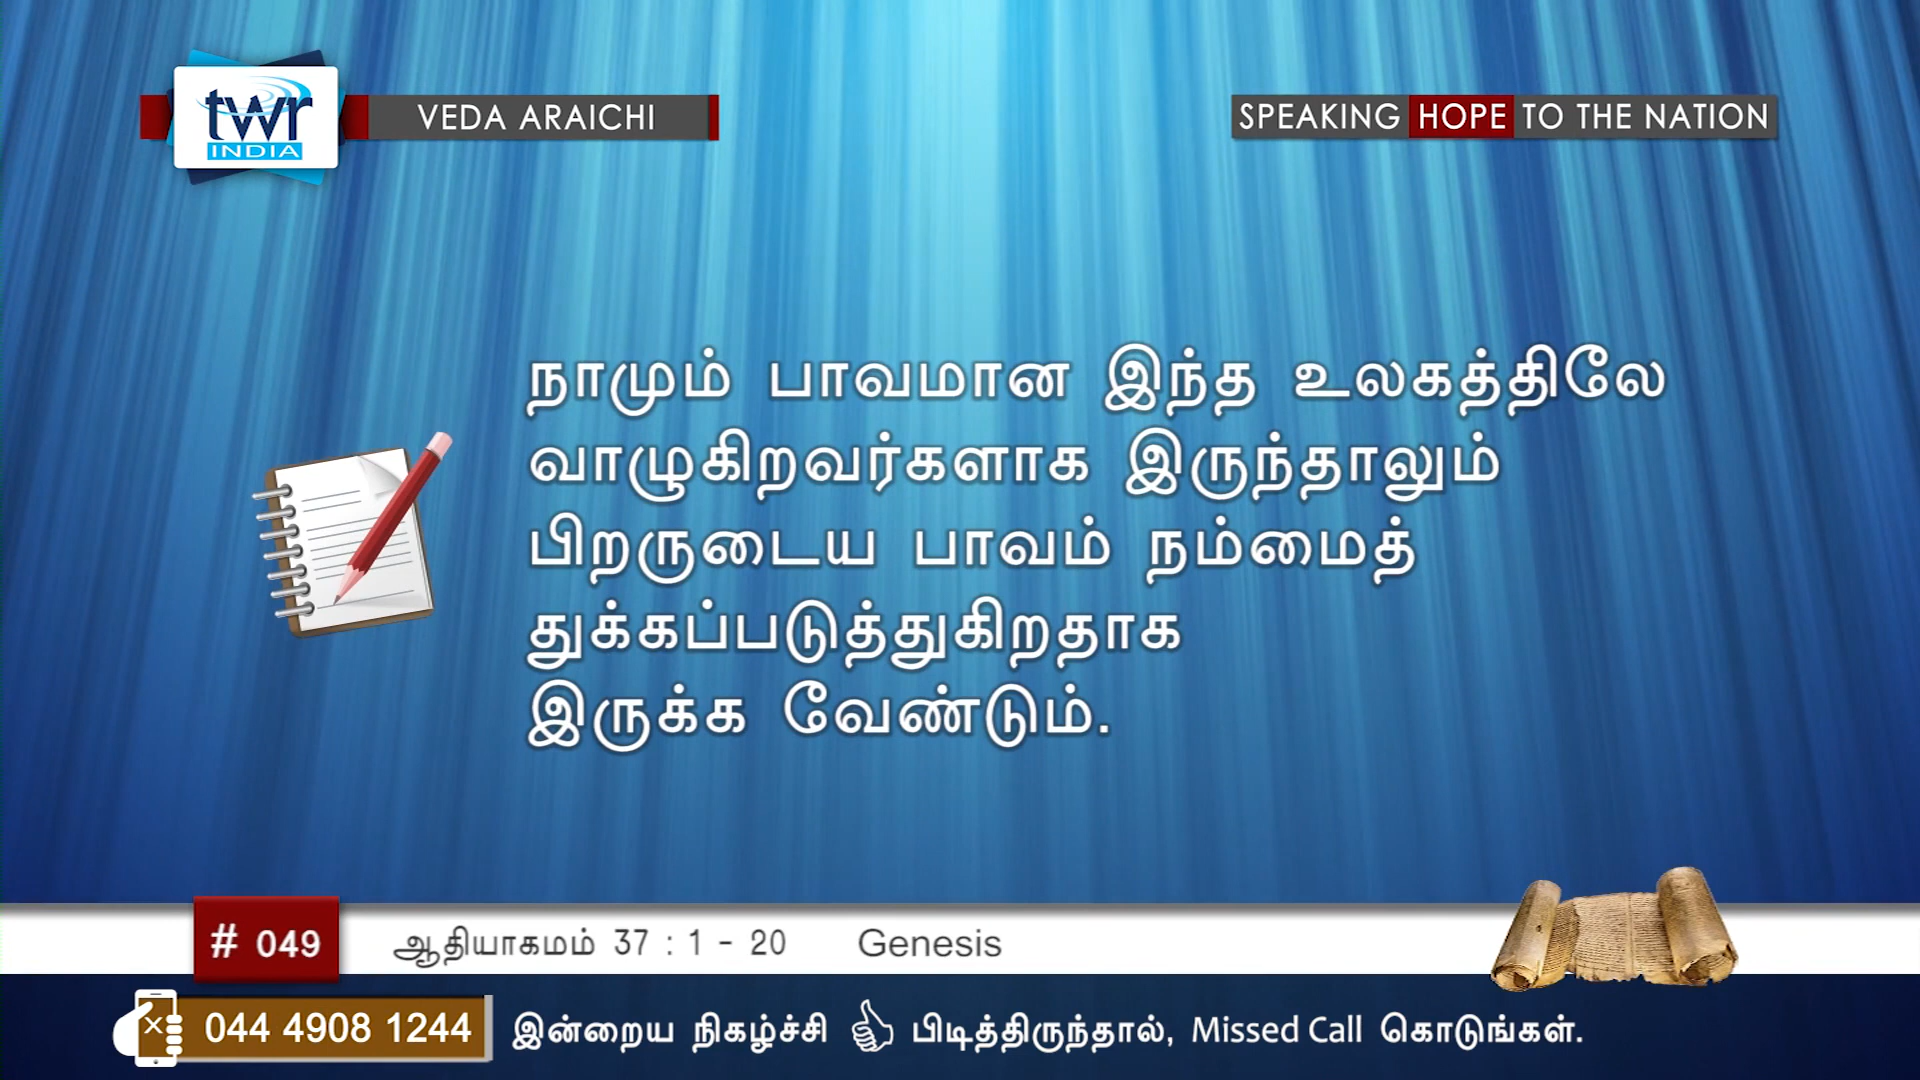 twr
INDIA
VEDA ARAICHI
SPEAKING HOPE TO THE NATION
நாமும் பாவமான இந்த உலகத்திலே
வாழுகிறவர்களாக இருந்தாலும்
பிறருடைய பாவம் நம்மைத்
துக்கப்படுத்துகிறதாக
இருக்க வேண்டும்.
# 049
ஆதியாகமம் 37 : 1 - 20 Genesis
044 4908 1244
இன்றைய நிகழ்ச்சி பிடித்திருந்தால், Missed Call கொடுங்கள்.